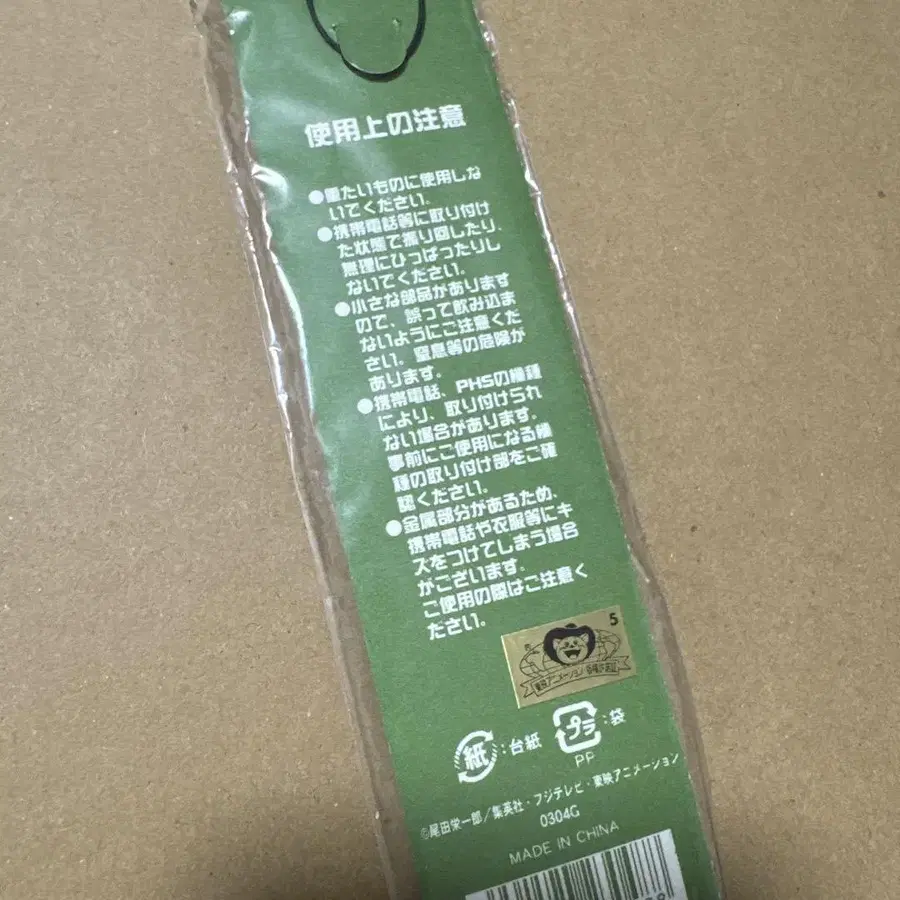 使用上の注意
●重たいものに使用しな
いでください。
●携帯電話等に取り付け
た状態で振り回したり、
無理にひっぱったりし
ないでください。
●小さな部品があります
ので、誤って飲み込ま
ないようにご注意くだ
さい。窒息等の危険が
あります。
●携帯電話、PHSの機種
により、取り付けられ
ない場合があります。
事前にご使用になる機
種の取り付け部をご確
認ください。
●金属部分があるため、
携帯電話や衣服等にキ
ズをつけてしまう場合
がございます。
ご使用の際はご注意く
ださい。
5
東映アニメーション
紙:台紙 プラ:袋
PP
©尾田栄一郎/集英社・フジテレビ・東映アニメーション
0304G
MADE IN CHINA